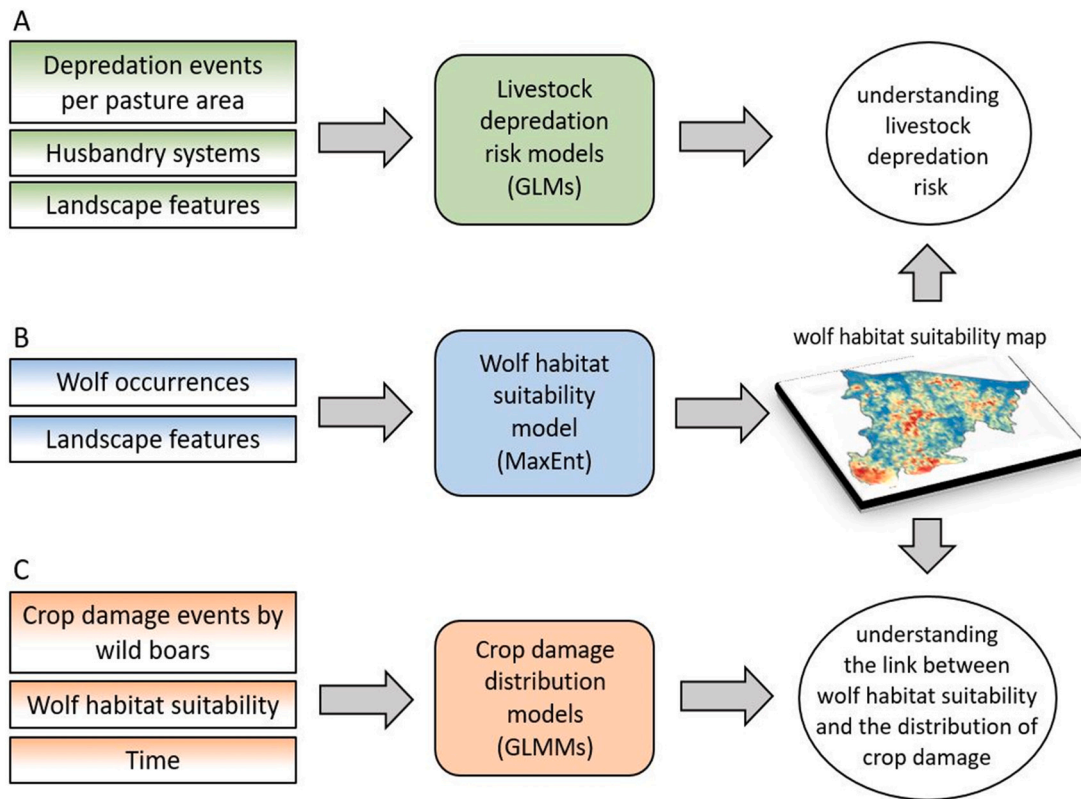 A
Depredation events
per pasture area
Husbandry systems
Landscape features
Livestock
depredation
risk models
(GLMs)
understanding
livestock
depredation
risk
B
Wolf occurrences
Landscape features
Wolf habitat
suitability
model
(MaxEnt)
wolf habitat suitability map
C
Crop damage events by
wild boars
Wolf habitat suitability
Time
Crop damage
distribution
models
(GLMMs)
understanding
the link between
wolf habitat suitability
and the distribution of
crop damage